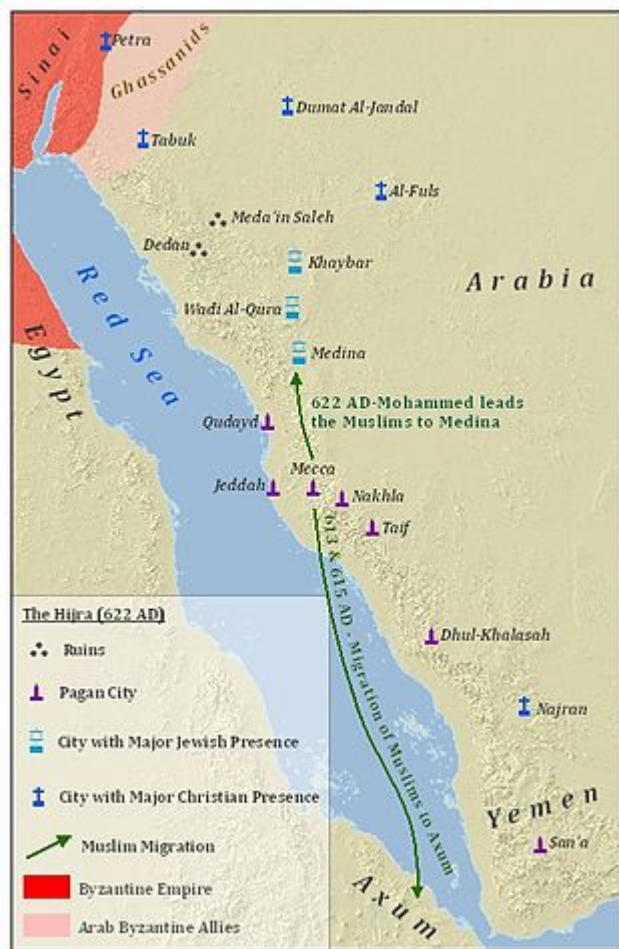 Petra
Sinai
Ghassanids
Dumat Al-Jandal
Tabuk
Al-Fuls
Meda'in Saleh
Dedan
Khaybar
Arabia
Red Sea
Wadi Al-Qura
Egypt
Medina
622 AD-Mohammed leads
the Muslims to Medina
Qudayd
Mecca
Jeddah
Nakhla
Taif
613 & 615 AD - Migration of Muslims to Axum
The Hijra (622 AD)
Ruins
Dhul-Khalasah
Pagan City
Najran
City with Major Jewish Presence
City with Major Christian Presence
Yemen
Muslim Migration
San'a
Byzantine Empire
Axum
Arab Byzantine Allies